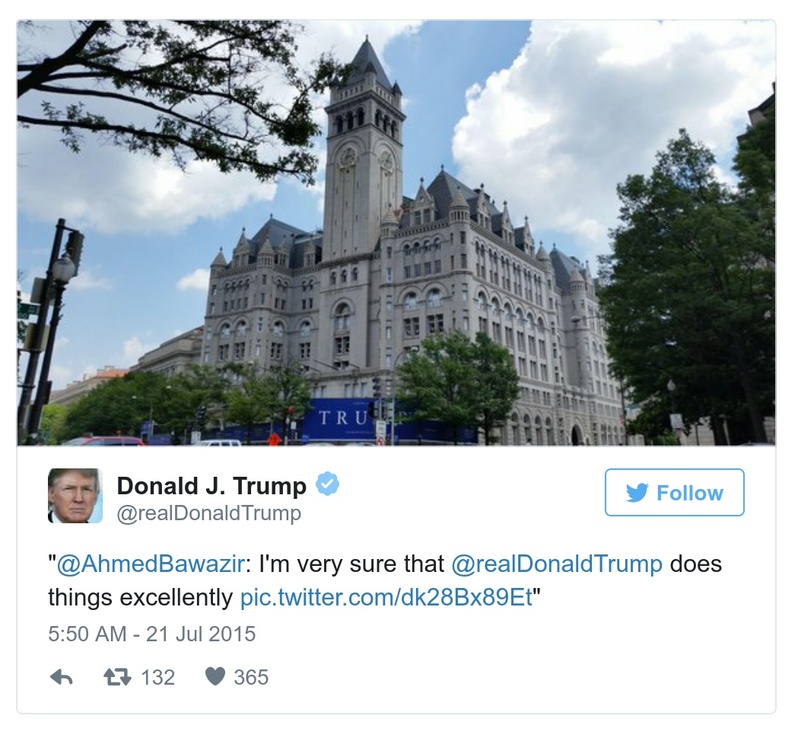 TRU
Donald J. Trump
@realDonaldTrump
Follow
"@AhmedBawazir: I'm very sure that @realDonaldTrump does
things excellently pic.twitter.com/dk28Bx89Et"
5:50 AM - 21 Jul 2015
132 365